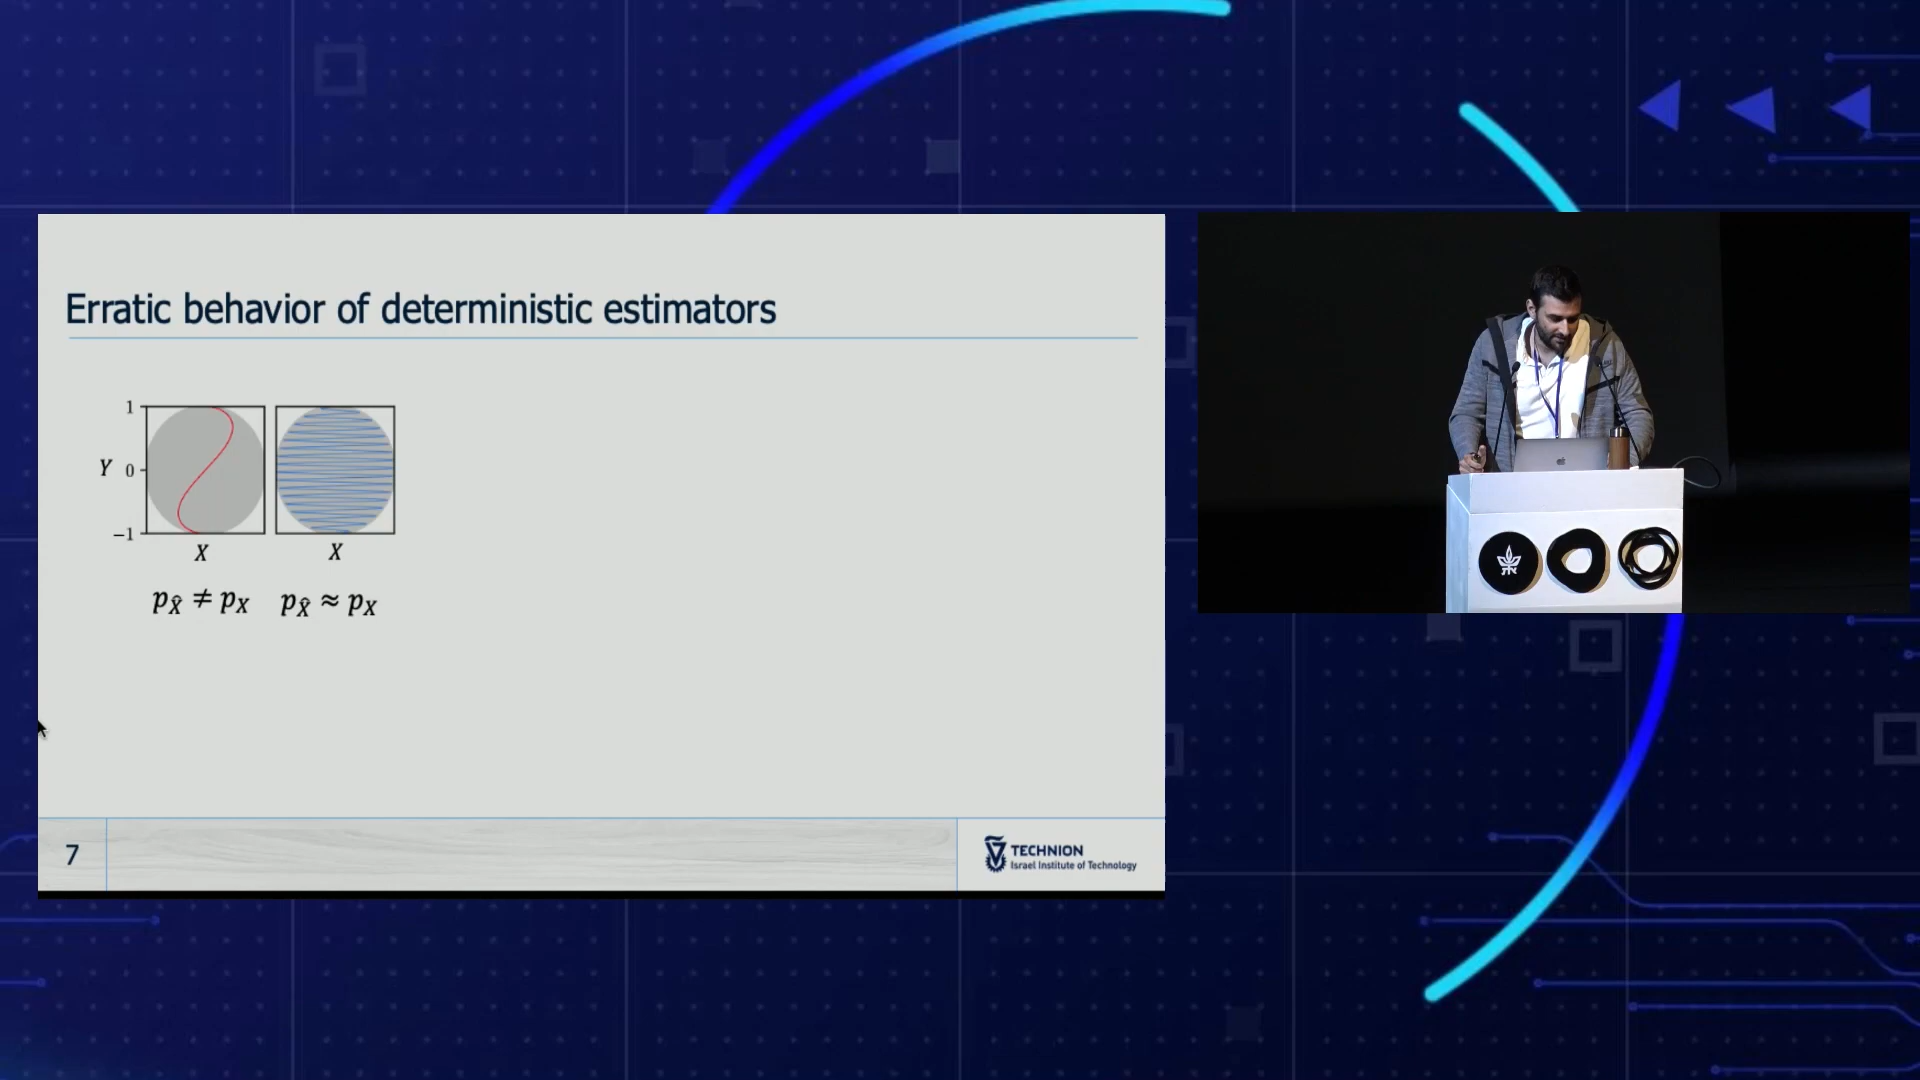 Erratic behavior of deterministic estimators
1
Y 0
−1
X X
p_X̂ ≠ p_X p_X̂ ≈ p_X
7
TECHNION
Israel Institute of Technology